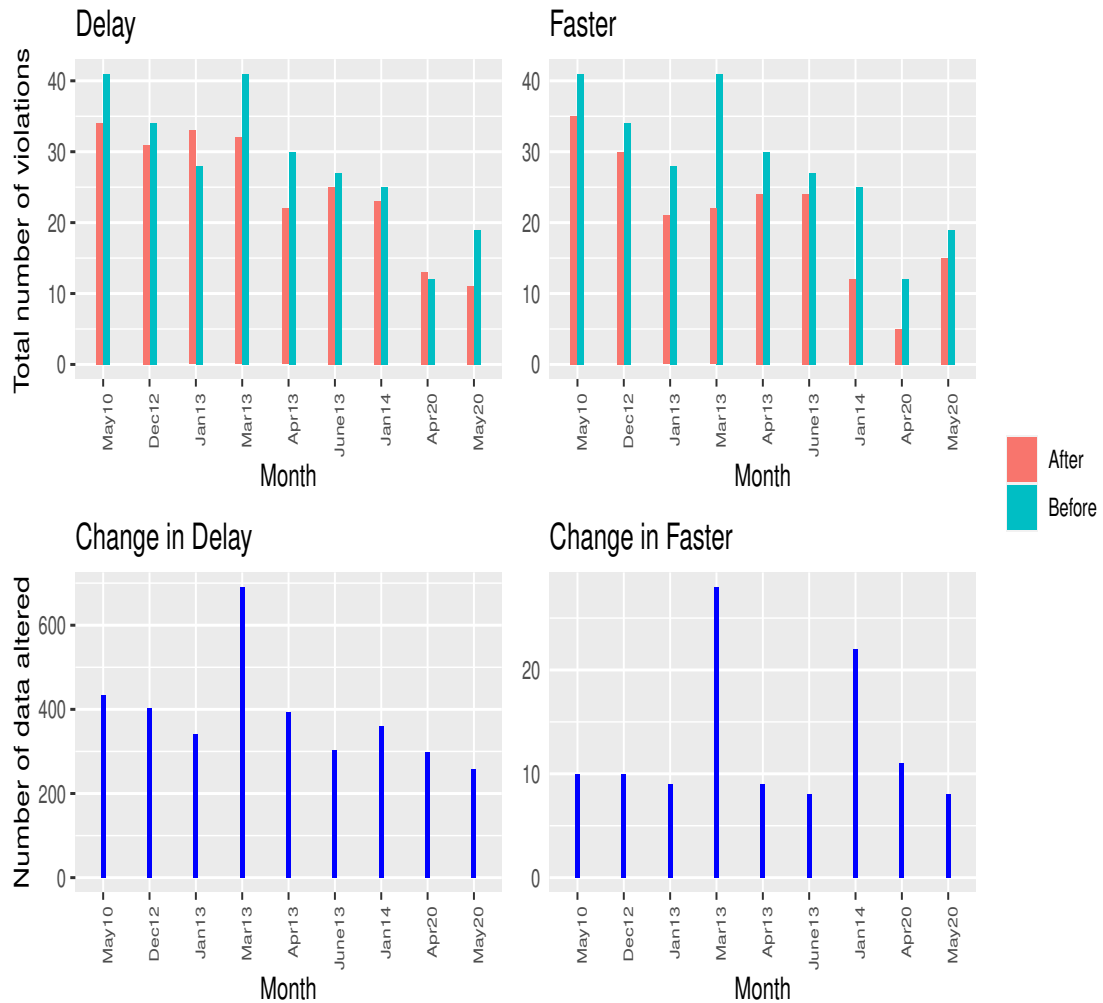 Delay
Faster
Total number of violations
40
30
20
10
0
40
30
20
10
0
May10
Dec12
Jan13
Mar13
Apr13
June13
Jan14
Apr20
May20
May10
Dec12
Jan13
Mar13
Apr13
June13
Jan14
Apr20
May20
Month
Month
After
Before
Change in Delay
Change in Faster
Number of data altered
600
400
200
0
20
10
0
May10
Dec12
Jan13
Mar13
Apr13
June13
Jan14
Apr20
May20
May10
Dec12
Jan13
Mar13
Apr13
June13
Jan14
Apr20
May20
Month
Month